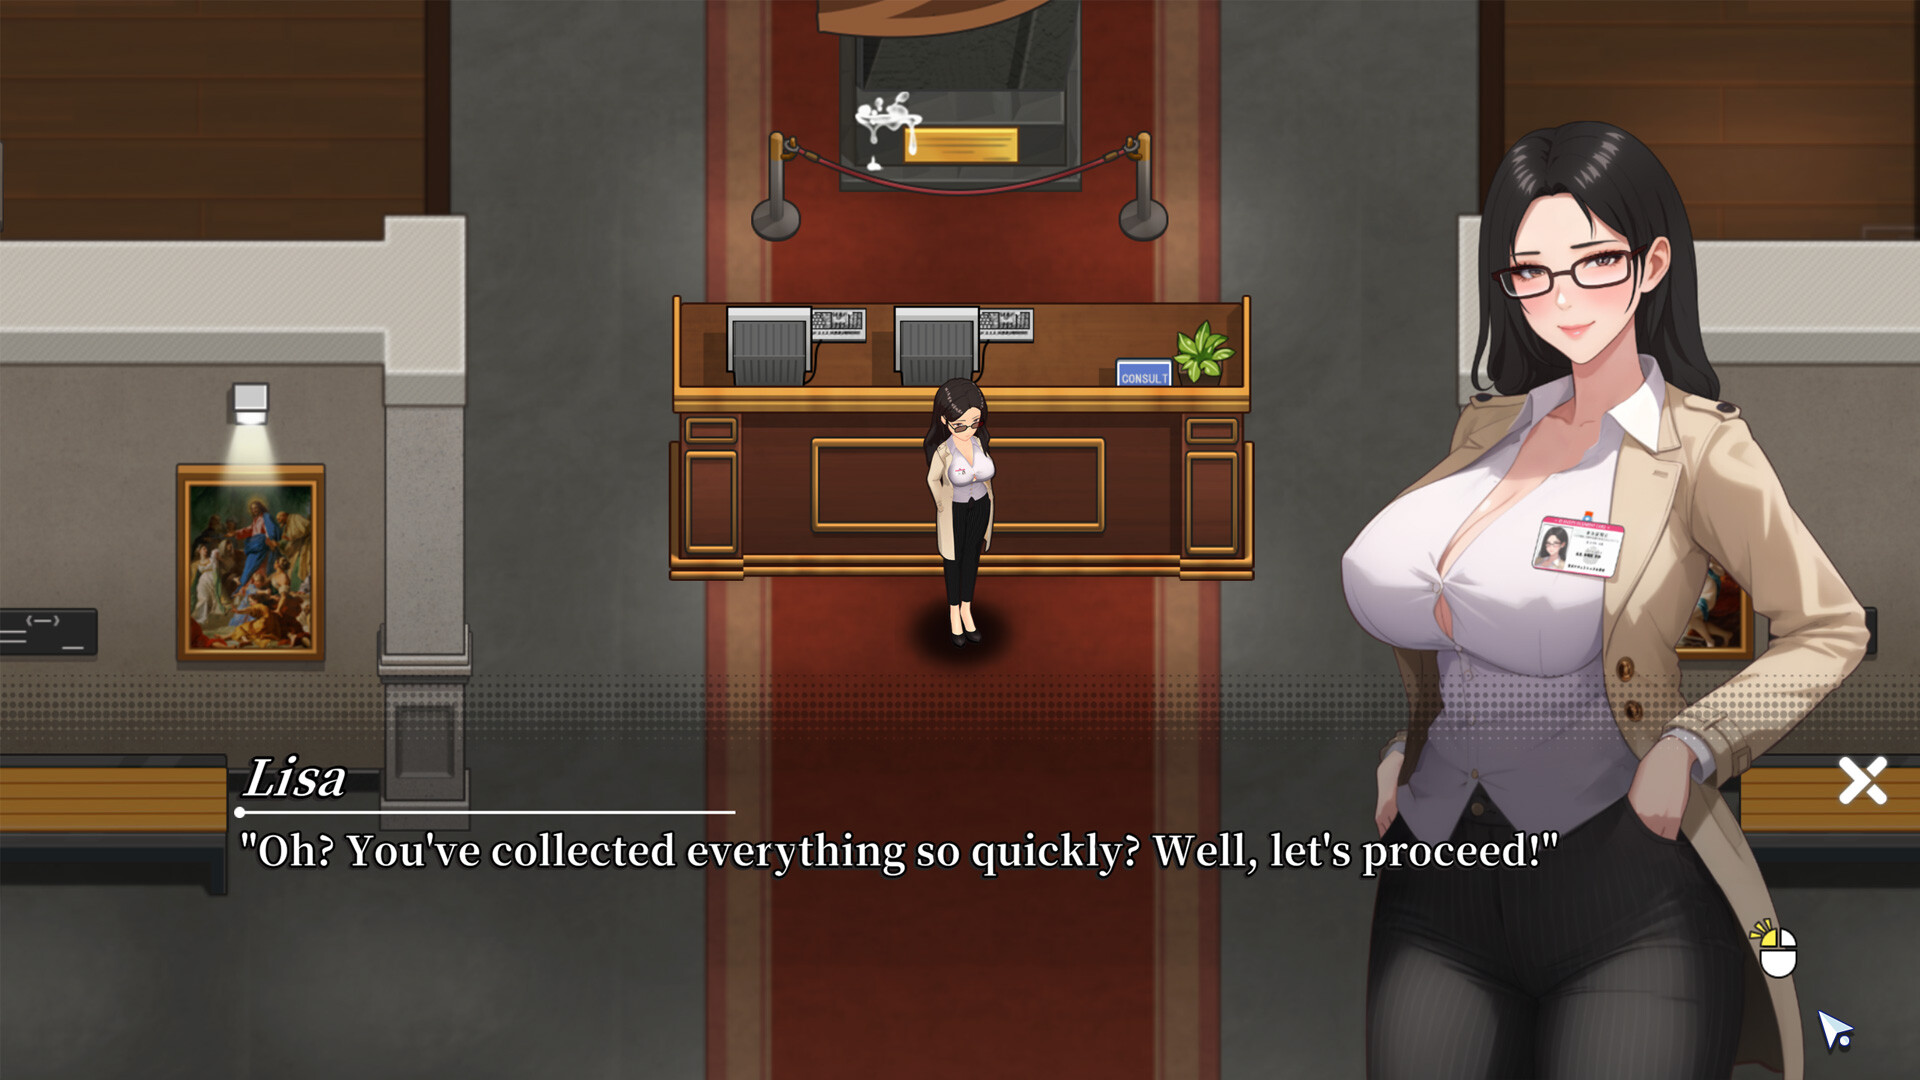 CONSULT
Lisa
"Oh? You've collected everything so quickly? Well, let's proceed!"